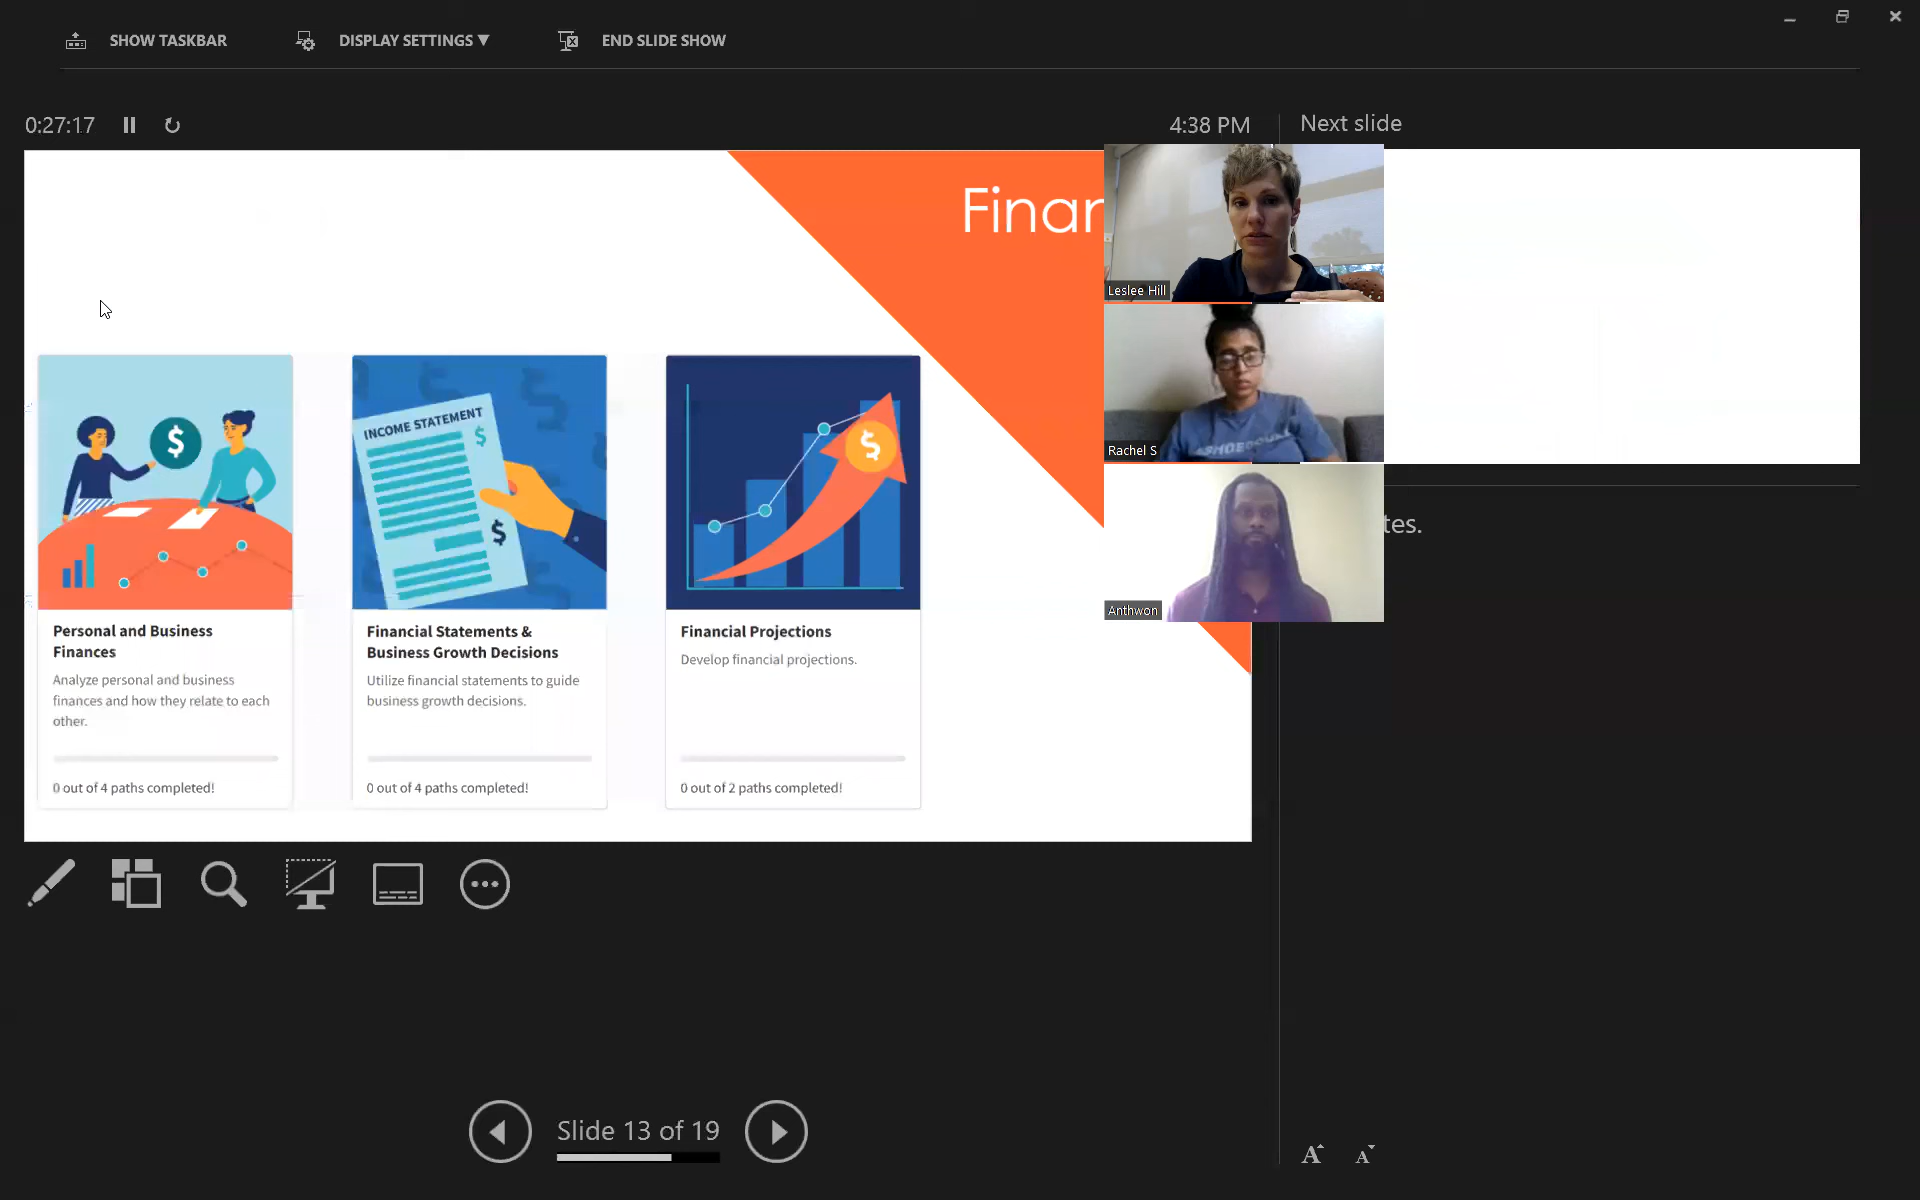 SHOW TASKBAR
DISPLAY SETTINGS ▼
END SLIDE SHOW
0:27:17
4:38 PM
Next slide
Finan
Leslee Hill
Rachel S
Anthwon
tes.
INCOME STATEMENT
$
$
$
$
Personal and Business
Finances
Analyze personal and business
finances and how they relate to each
other.
0 out of 4 paths completed!
Financial Statements &
Business Growth Decisions
Utilize financial statements to guide
business growth decisions.
0 out of 4 paths completed!
Financial Projections
Develop financial projections.
0 out of 2 paths completed!
Slide 13 of 19
A
A